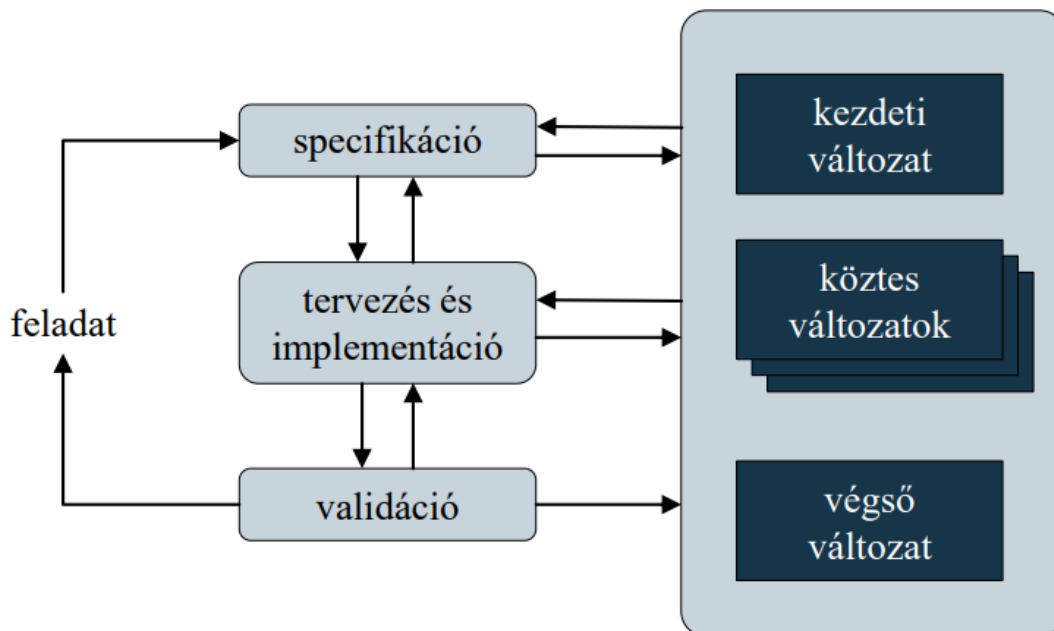 specifikáció
kezdeti
változat
feladat
tervezés és
implementáció
köztes
változatok
validáció
végső
változat